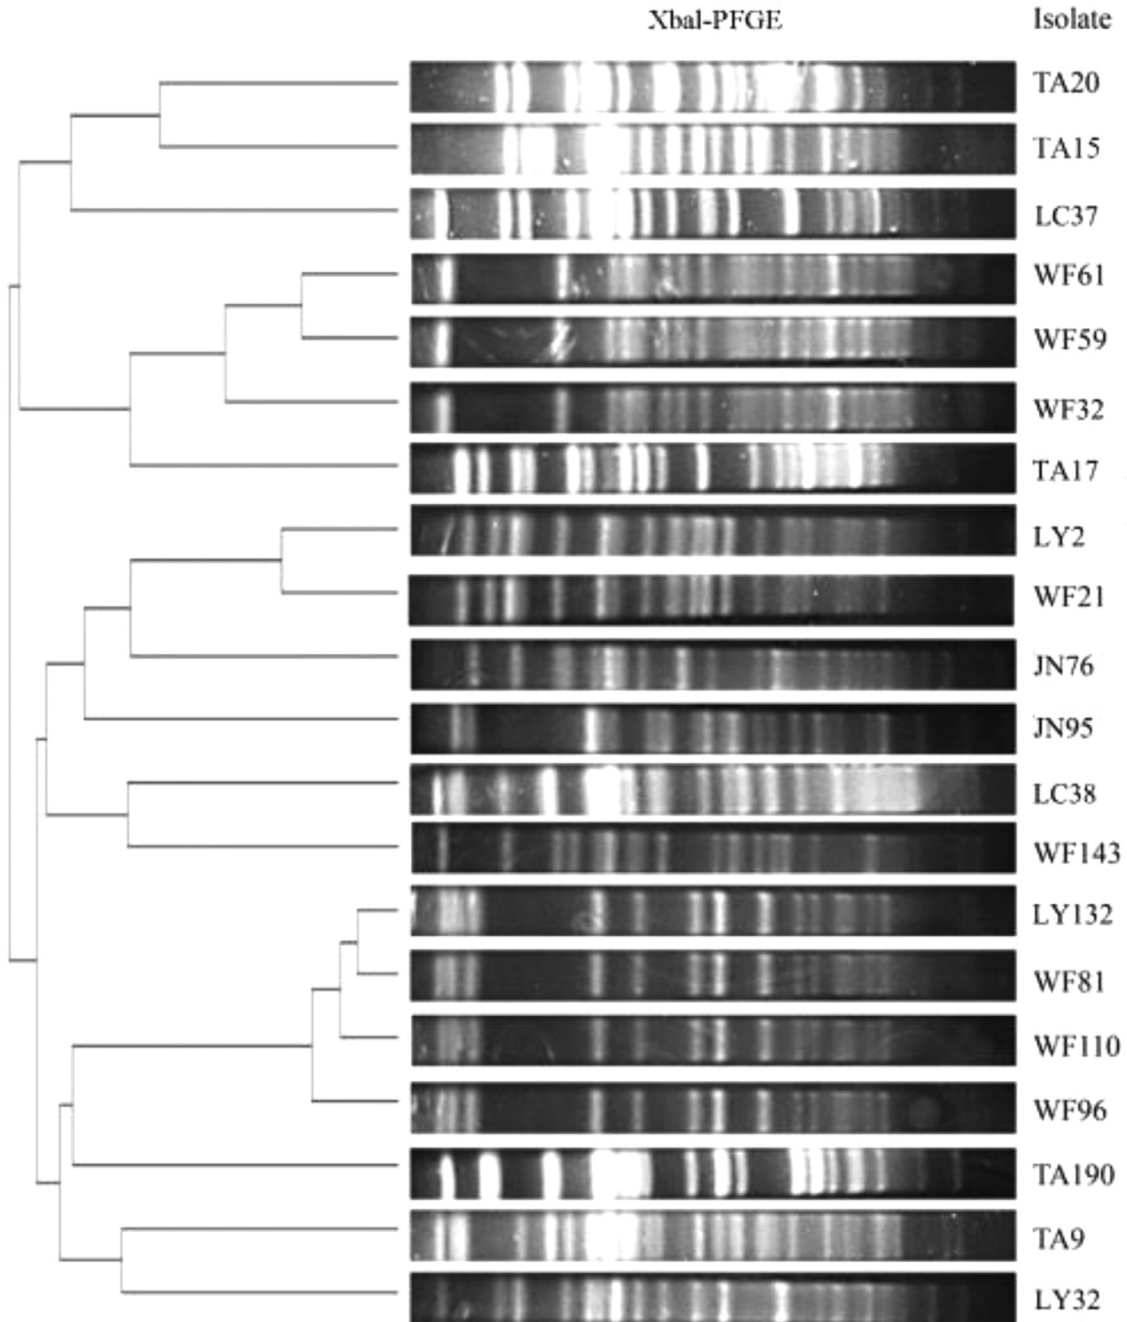 XbaI-PFGE Isolate
TA20
TA15
LC37
WF61
WF59
WF32
TA17
LY2
WF21
JN76
JN95
LC38
WF143
LY132
WF81
WF110
WF96
TA190
TA9
LY32